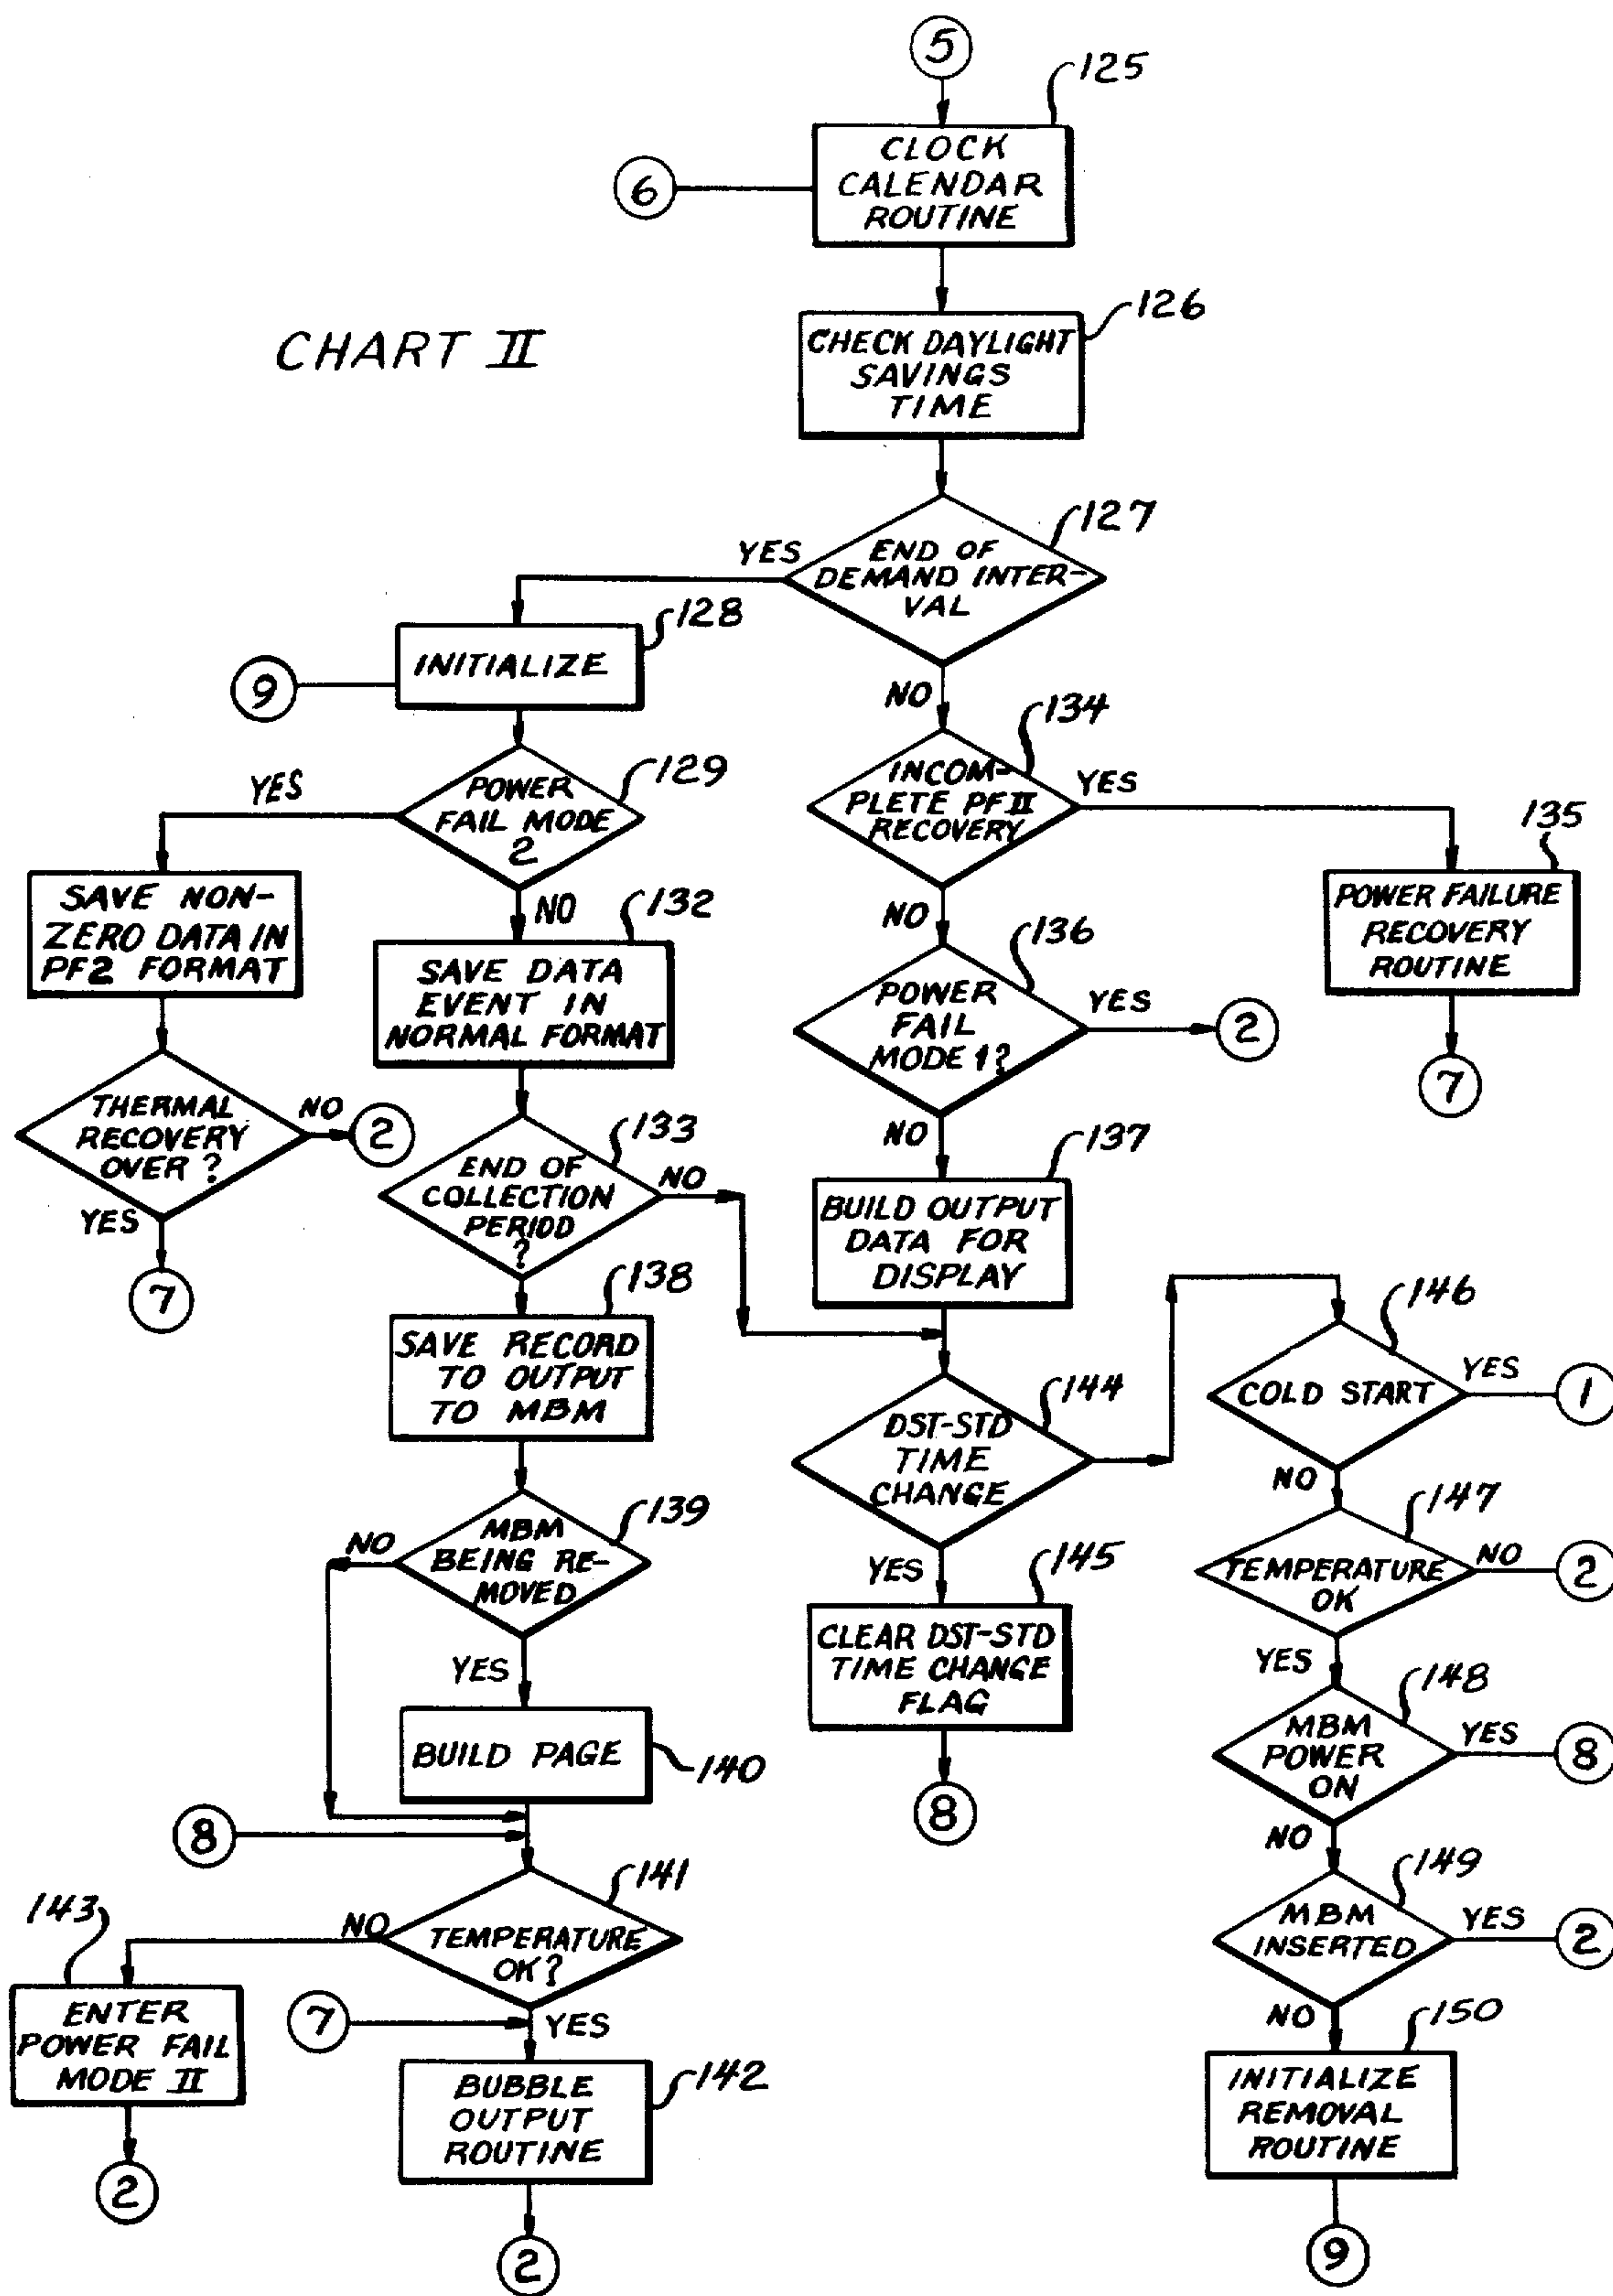 5
125
CLOCK
CALENDAR
ROUTINE
6
126
CHECK DAYLIGHT
SAVINGS
TIME
CHART II
127
YES
END OF
DEMAND INTER-
VAL
128
INITIALIZE
9
NO
134
INCOM-
PLETE PF II
RECOVERY
YES
135
POWER FAILURE
RECOVERY
ROUTINE
7
129
YES
POWER
FAIL MODE
2
SAVE NON-
ZERO DATA IN
PF2 FORMAT
NO
132
SAVE DATA
EVENT IN
NORMAL FORMAT
NO
136
POWER
FAIL
MODE 1?
YES
2
THERMAL
RECOVERY
OVER ?
NO
2
YES
7
133
END OF
COLLECTION
PERIOD
?
NO
NO
137
BUILD OUTPUT
DATA FOR
DISPLAY
138
SAVE RECORD
TO OUTPUT
TO MBM
144
DST-STD
TIME
CHANGE
146
COLD START
YES
1
NO
147
TEMPERATURE
OK
NO
2
139
MBM
BEING RE-
MOVED
NO
YES
BUILD PAGE
140
YES
145
CLEAR DST-STD
TIME CHANGE
FLAG
8
YES
148
MBM
POWER
ON
YES
8
8
141
TEMPERATURE
OK?
NO
143
ENTER
POWER FAIL
MODE II
2
7
YES
142
BUBBLE
OUTPUT
ROUTINE
2
NO
149
MBM
INSERTED
YES
2
NO
150
INITIALIZE
REMOVAL
ROUTINE
9